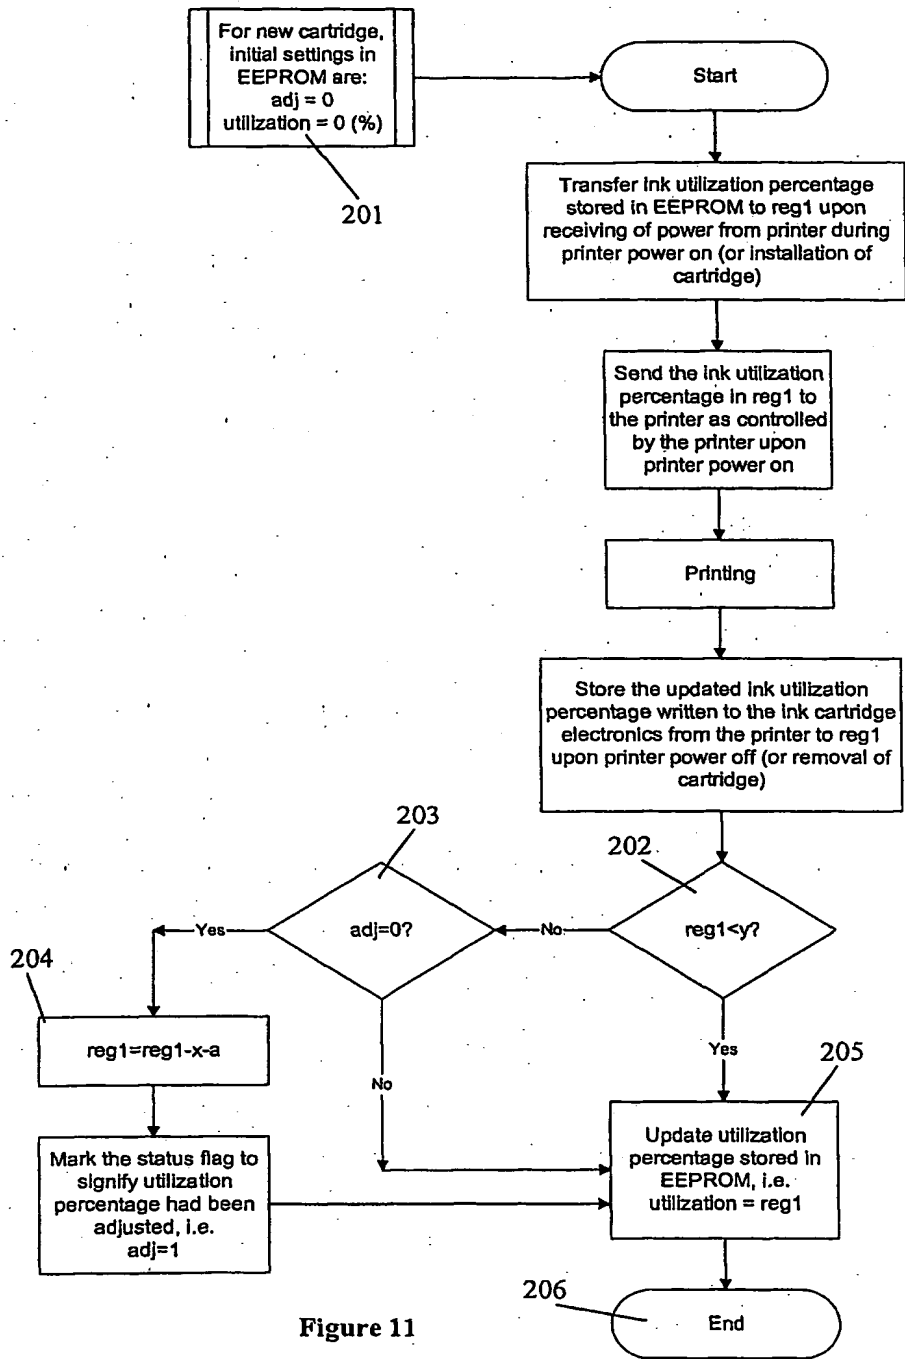 For new cartridge,
initial settings in
EEPROM are:
adj = 0
utilization = 0 (%)
201
Start
Transfer ink utilization percentage
stored in EEPROM to reg1 upon
receiving of power from printer during
printer power on (or installation of
cartridge)
Send the ink utilization
percentage in reg1 to
the printer as controlled
by the printer upon
printer power on
Printing
Store the updated ink utilization
percentage written to the ink cartridge
electronics from the printer to reg1
upon printer power off (or removal of
cartridge)
202
reg1<y?
No
203
adj=0?
Yes
204
reg1=reg1-x-a
No
Yes
205
Mark the status flag to
signify utilization
percentage had been
adjusted, i.e.
adj=1
Update utilization
percentage stored in
EEPROM, i.e.
utilization = reg1
206
End
Figure 11